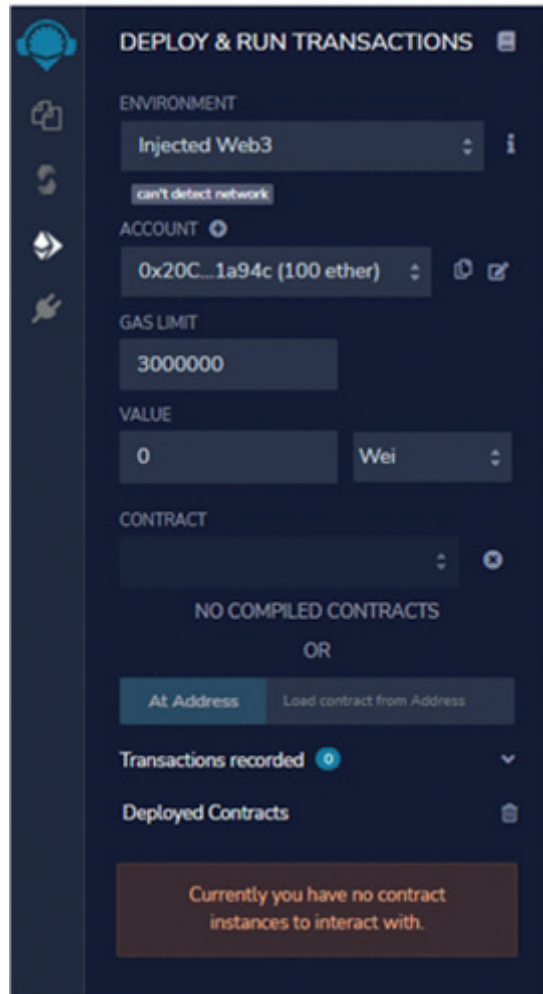 DEPLOY & RUN TRANSACTIONS
ENVIRONMENT
Injected Web3
can't detect network
ACCOUNT
0x20C...1a94c (100 ether)
GAS LIMIT
3000000
VALUE
0 Wei
CONTRACT
NO COMPILED CONTRACTS
OR
At Address Load contract from Address
Transactions recorded 0
Deployed Contracts
Currently you have no contract
instances to interact with.